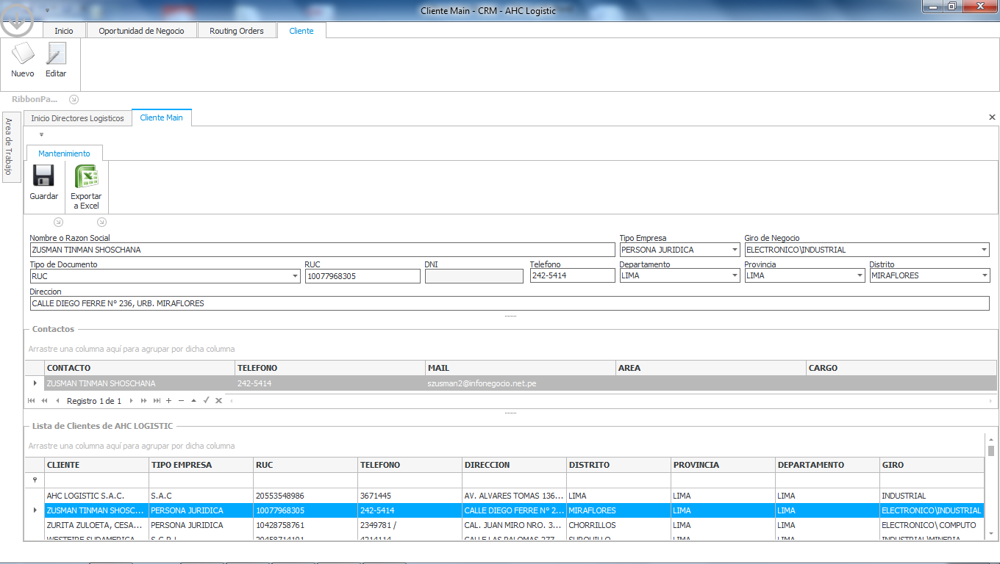 Cliente Main - CRM - AHC Logistic
Inicio Oportunidad de Negocio Routing Orders Cliente
Nuevo Editar
RibbonPa...
Area de Trabajo
Inicio Directores Logisticos Cliente Main
Mantenimiento
Guardar Exportar a Excel
Nombre o Razon Social Tipo Empresa Giro de Negocio
ZUSMAN TINMAN SHOSCHANA PERSONA JURIDICA ELECTRONICO\INDUSTRIAL
Tipo de Documento RUC DNI Telefono Departamento Provincia Distrito
RUC 10077968305 242-5414 LIMA LIMA MIRAFLORES
Direccion
CALLE DIEGO FERRE N° 236, URB. MIRAFLORES
Contactos
Arrastre una columna aquí para agrupar por dicha columna
CONTACTO TELEFONO MAIL AREA CARGO
ZUSMAN TINMAN SHOSCHANA 242-5414 szusman2@infonegocio.net.pe
Registro 1 de 1
Lista de Clientes de AHC LOGISTIC
Arrastre una columna aquí para agrupar por dicha columna
CLIENTE TIPO EMPRESA RUC TELEFONO DIRECCION DISTRITO PROVINCIA DEPARTAMENTO GIRO
AHC LOGISTIC S.A.C. S.A.C 20553548986 3671445 AV. ALVARES TOMAS 136... LIMA LIMA LIMA INDUSTRIAL
ZUSMAN TINMAN SHOSC... PERSONA JURIDICA 10077968305 242-5414 CALLE DIEGO FERRE N° 2... MIRAFLORES LIMA LIMA ELECTRONICO\INDUSTRIAL
ZURITA ZULOETA, CESA... PERSONA JURIDICA 10428758761 2349781 / CAL. JUAN MIRO NRO. 3... CHORRILLOS LIMA LIMA ELECTRONICO\ COMPUTO
SUDAMERICA CALLE LAS PALOMAS 277 SURQUILLO LIMA LIMA INDUSTRIAL\MINERIA